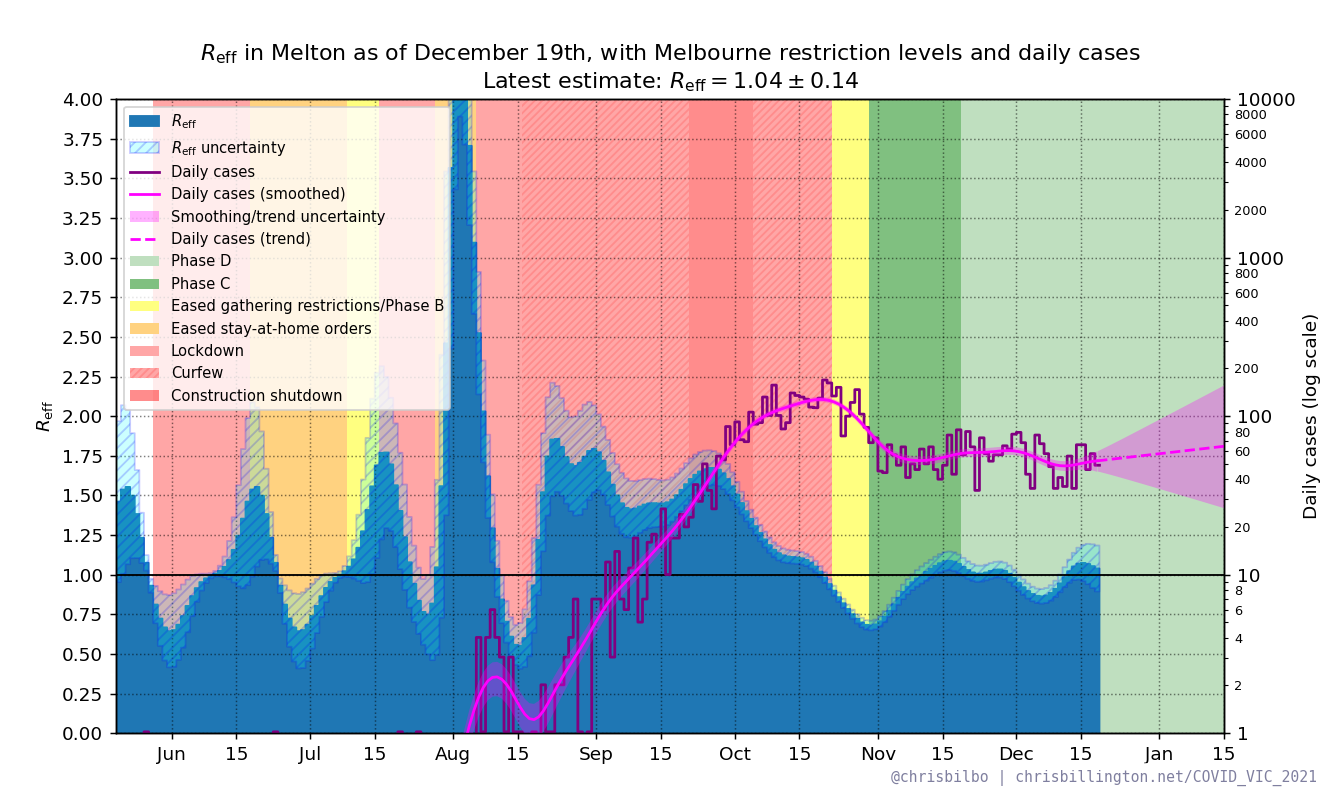 Reff in Melton as of December 19th, with Melbourne restriction levels and daily cases
Latest estimate: Reff = 1.04 ± 0.14
Reff
Reff uncertainty
Daily cases
Daily cases (smoothed)
Smoothing/trend uncertainty
Daily cases (trend)
Phase D
Phase C
Eased gathering restrictions/Phase B
Eased stay-at-home orders
Lockdown
Curfew
Construction shutdown
4.00
3.75
3.50
3.25
3.00
2.75
2.50
2.25
2.00
1.75
1.50
1.25
1.00
0.75
0.50
0.25
0.00
Reff
10000
8000
6000
4000
2000
1000
800
600
400
200
100
80
60
40
20
10
8
6
4
2
1
Daily cases (log scale)
Jun 15 Jul 15 Aug 15 Sep 15 Oct 15 Nov 15 Dec 15 Jan 15
@chrisbilbo | chrisbillington.net/COVID_VIC_2021